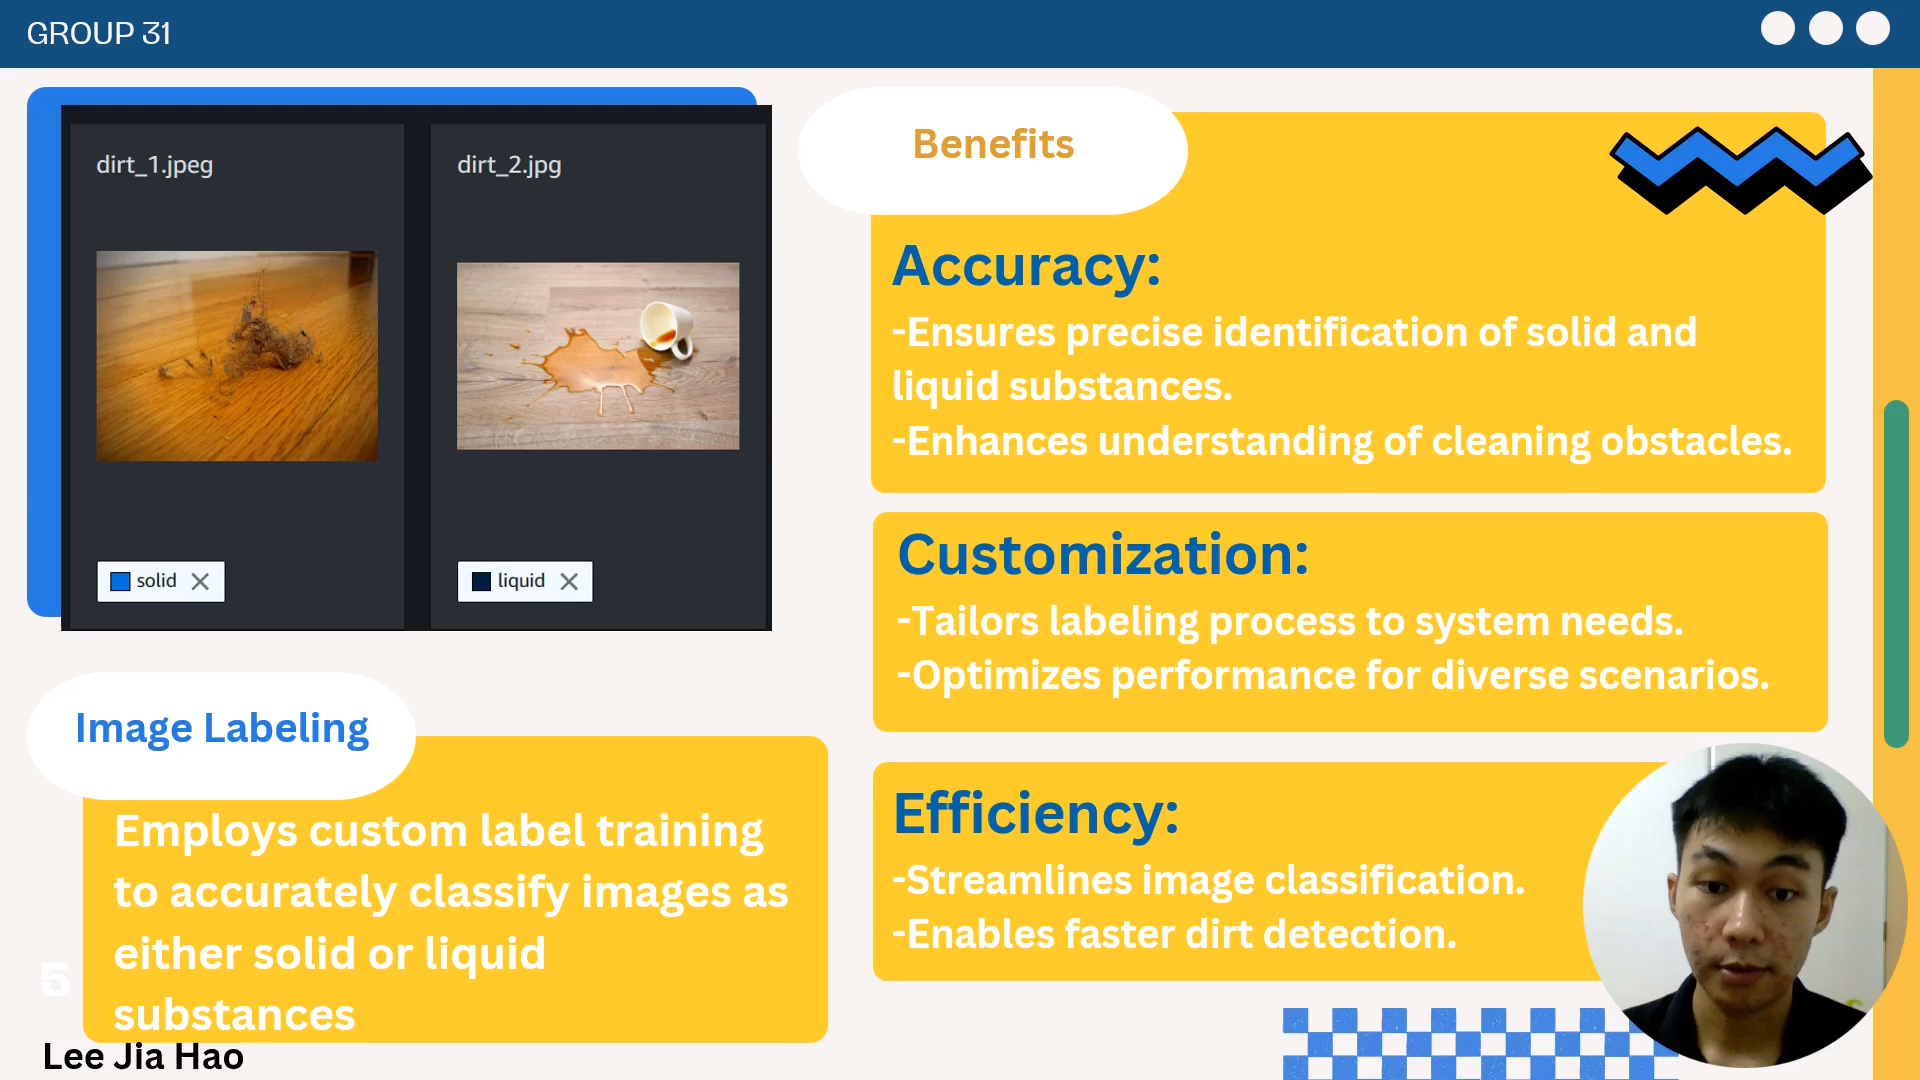 GROUP 31
dirt_1.jpeg
dirt_2.jpg
solid
liquid
Image Labeling
Employs custom label training
to accurately classify images as
either solid or liquid
substances
5
Lee Jia Hao
Benefits
Accuracy:
-Ensures precise identification of solid and
liquid substances.
-Enhances understanding of cleaning obstacles.
Customization:
-Tailors labeling process to system needs.
-Optimizes performance for diverse scenarios.
Efficiency:
-Streamlines image classification.
-Enables faster dirt detection.